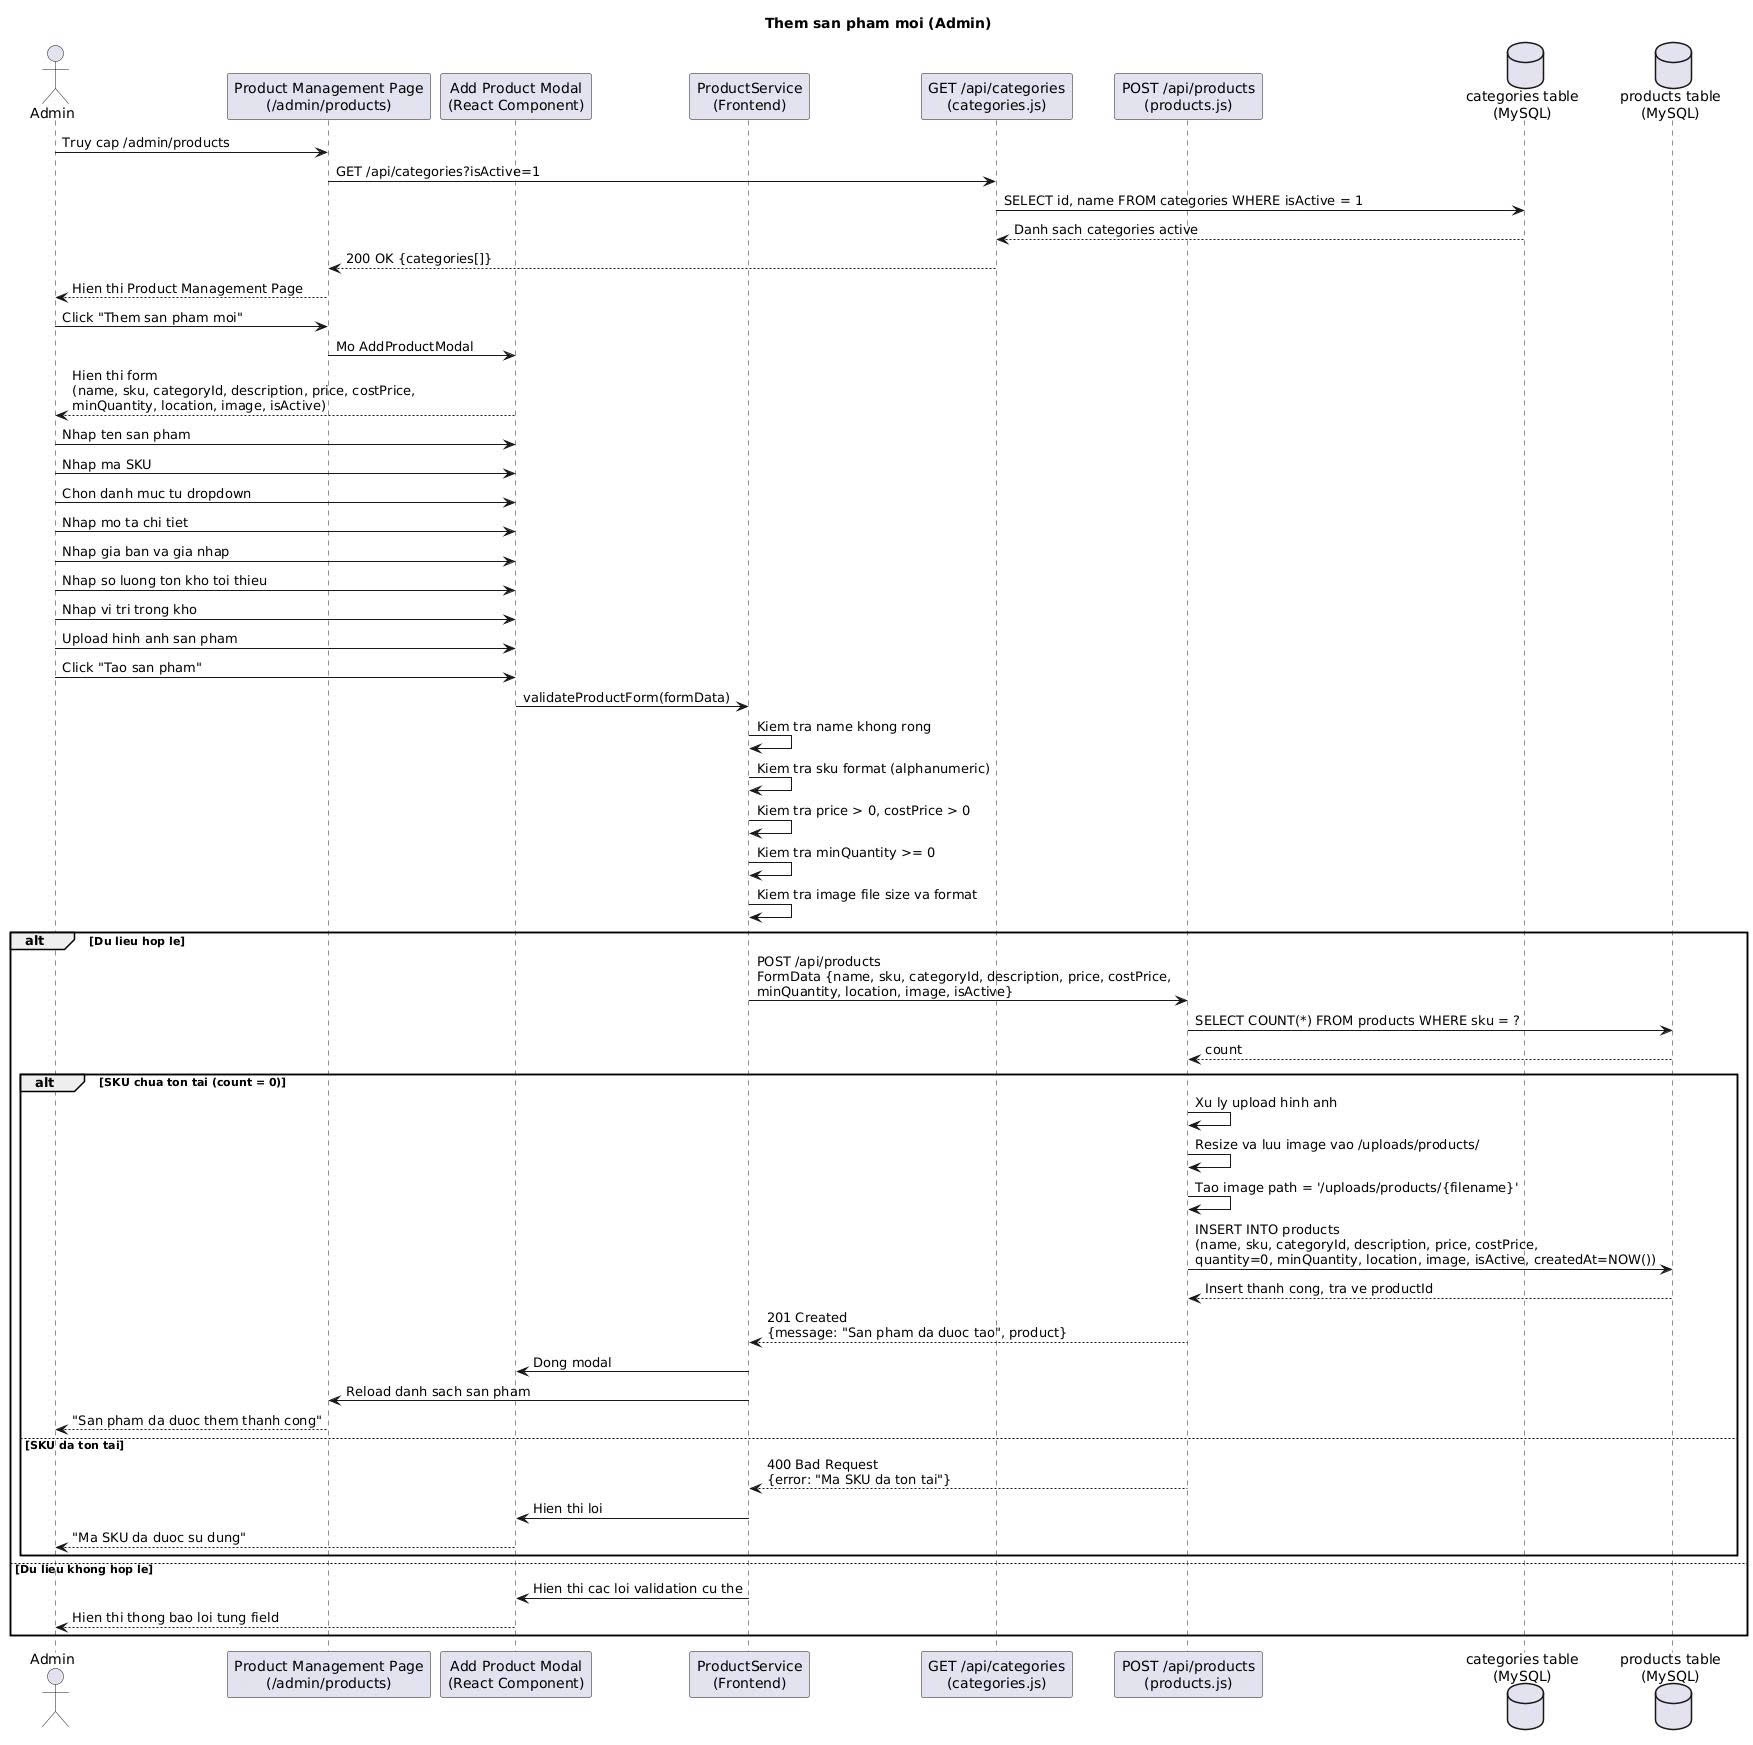 Them san pham moi (Admin)
Admin
Product Management Page
(/admin/products)
Add Product Modal
(React Component)
ProductService
(Frontend)
GET /api/categories
(categories.js)
POST /api/products
(products.js)
categories table
(MySQL)
products table
(MySQL)
Truy cap /admin/products
GET /api/categories?isActive=1
SELECT id, name FROM categories WHERE isActive = 1
Danh sach categories active
200 OK {categories[]}
Hien thi Product Management Page
Click "Them san pham moi"
Mo AddProductModal
Hien thi form
(name, sku, categoryId, description, price, costPrice,
minQuantity, location, image, isActive)
Nhap ten san pham
Nhap ma SKU
Chon danh muc tu dropdown
Nhap mo ta chi tiet
Nhap gia ban va gia nhap
Nhap so luong ton kho toi thieu
Nhap vi tri trong kho
Upload hinh anh san pham
Click "Tao san pham"
validateProductForm(formData)
Kiem tra name khong rong
Kiem tra sku format (alphanumeric)
Kiem tra price > 0, costPrice > 0
Kiem tra minQuantity >= 0
Kiem tra image file size va format
alt [Du lieu hop le]
POST /api/products
FormData {name, sku, categoryId, description, price, costPrice,
minQuantity, location, image, isActive}
SELECT COUNT(*) FROM products WHERE sku = ?
count
alt [SKU chua ton tai (count = 0)]
Xu ly upload hinh anh
Resize va luu image vao /uploads/products/
Tao image path = '/uploads/products/{filename}'
INSERT INTO products
(name, sku, categoryId, description, price, costPrice,
quantity=0, minQuantity, location, image, isActive, createdAt=NOW())
Insert thanh cong, tra ve productId
201 Created
{message: "San pham da duoc tao", product}
Dong modal
Reload danh sach san pham
"San pham da duoc them thanh cong"
[SKU da ton tai]
400 Bad Request
{error: "Ma SKU da ton tai"}
Hien thi loi
"Ma SKU da duoc su dung"
[Du lieu khong hop le]
Hien thi cac loi validation cu the
Hien thi thong bao loi tung field
Admin
Product Management Page
(/admin/products)
Add Product Modal
(React Component)
ProductService
(Frontend)
GET /api/categories
(categories.js)
POST /api/products
(products.js)
categories table
(MySQL)
products table
(MySQL)